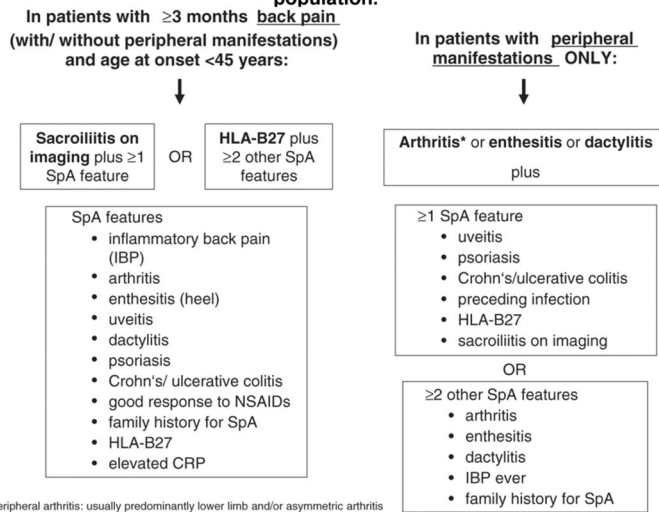 population.
In patients with ≥3 months back pain
(with/ without peripheral manifestations)
and age at onset <45 years:
Sacroiliitis on
imaging plus ≥1
SpA feature
OR
HLA-B27 plus
≥2 other SpA
features
SpA features
• inflammatory back pain
(IBP)
• arthritis
• enthesitis (heel)
• uveitis
• dactylitis
• psoriasis
• Crohn's/ ulcerative colitis
• good response to NSAIDs
• family history for SpA
• HLA-B27
• elevated CRP
In patients with peripheral
manifestations ONLY:
Arthritis* or enthesitis or dactylitis
plus
≥1 SpA feature
• uveitis
• psoriasis
• Crohn's/ulcerative colitis
• preceding infection
• HLA-B27
• sacroiliitis on imaging
OR
≥2 other SpA features
• arthritis
• enthesitis
• dactylitis
• IBP ever
• family history for SpA
eripheral arthritis: usually predominantly lower limb and/or asymmetric arthritis